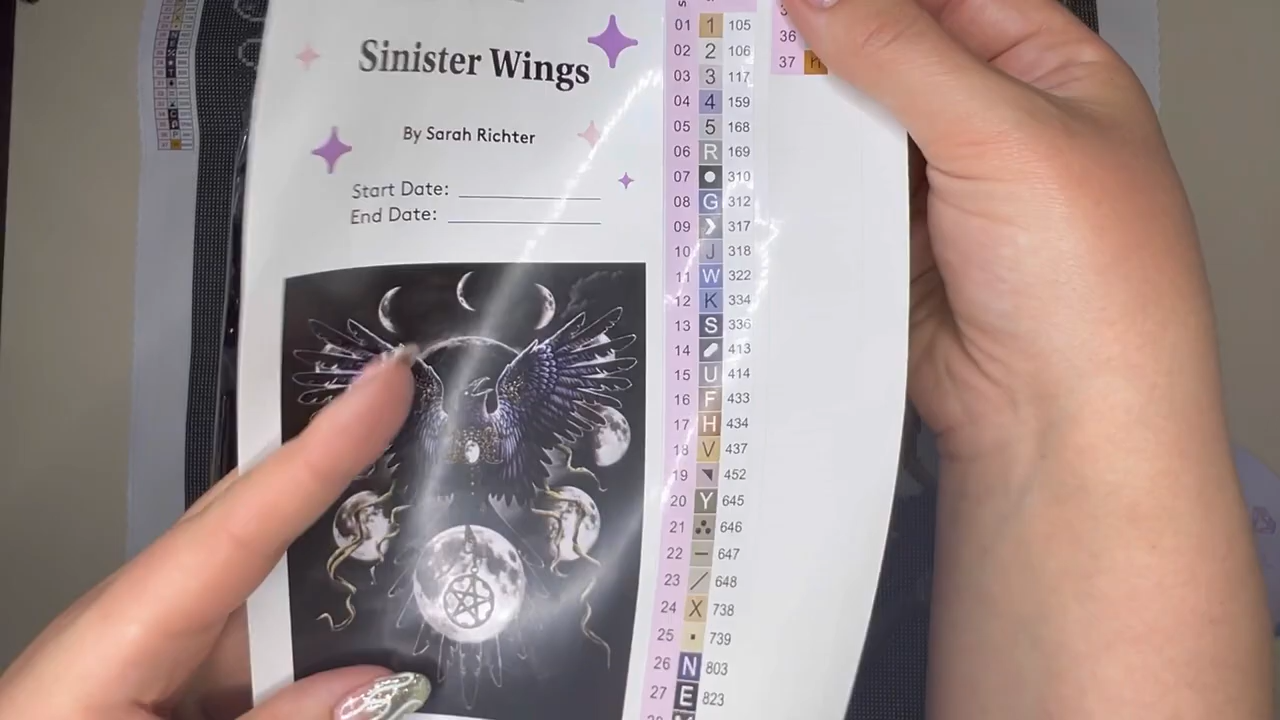 Sinister Wings
By Sarah Richter
Start Date:
End Date:
01 1 105
02 2 106
03 3 117
04 4 159
05 5 168
06 R 169
07 ● 310
08 G 312
09 ❯ 317
10 J 318
11 W 322
12 K 334
13 S 336
14 413
15 U 414
16 F 433
17 H 434
18 V 437
19 ◥ 452
20 Y 645
21 646
22 — 647
23 / 648
24 X 738
25 ▪ 739
26 N 803
27 E 823
36
37